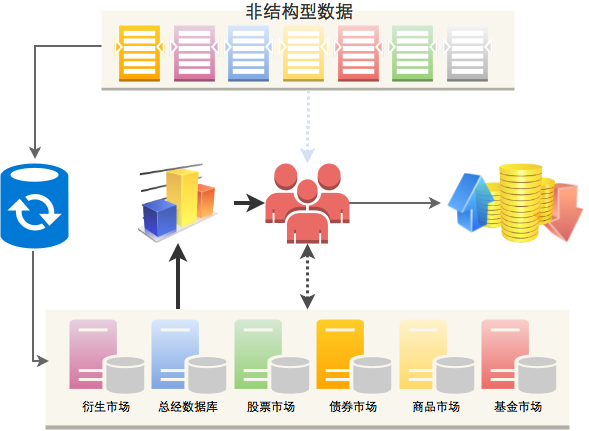 非结构型数据
衍生市场
总经数据库
股票市场
债券市场
商品市场
基金市场